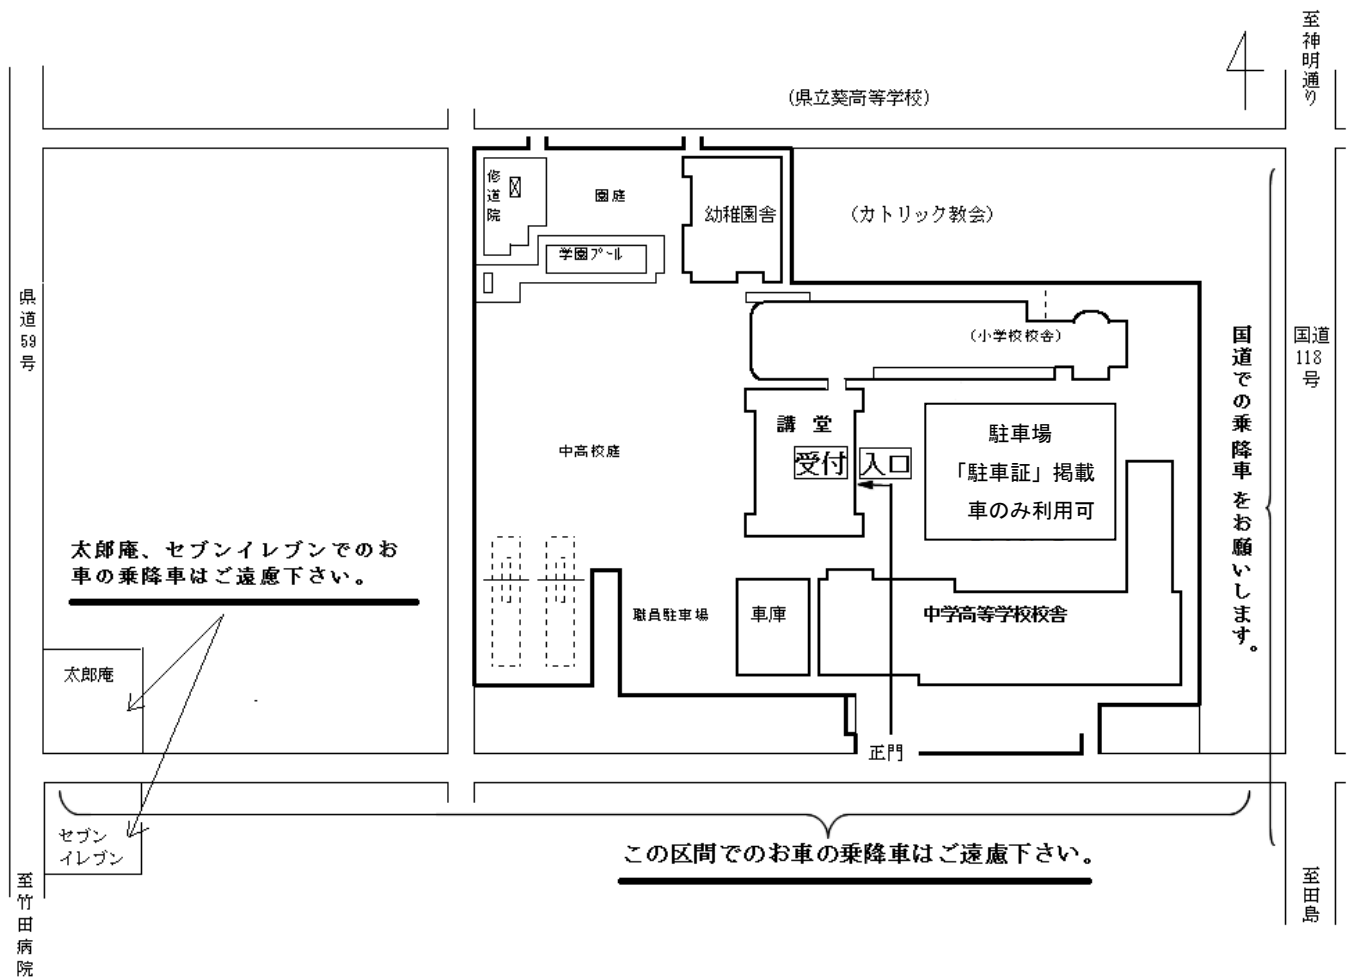 至神明通り
(県立葵高等学校)
修道院
園庭
幼稚園舎
(カトリック教会)
学園プール
県道59号
(小学校校舎)
国道118号
国道での乗降車をお願いします。
講堂
受付
入口
駐車場
「駐車証」掲載
車のみ利用可
中高校庭
太郎庵、セブンイレブンでのお
車の乗降車はご遠慮下さい。
職員駐車場
車庫
中学高等学校校舎
太郎庵
正門
セブン
イレブン
この区間でのお車の乗降車はご遠慮下さい。
至竹田病院
至田島